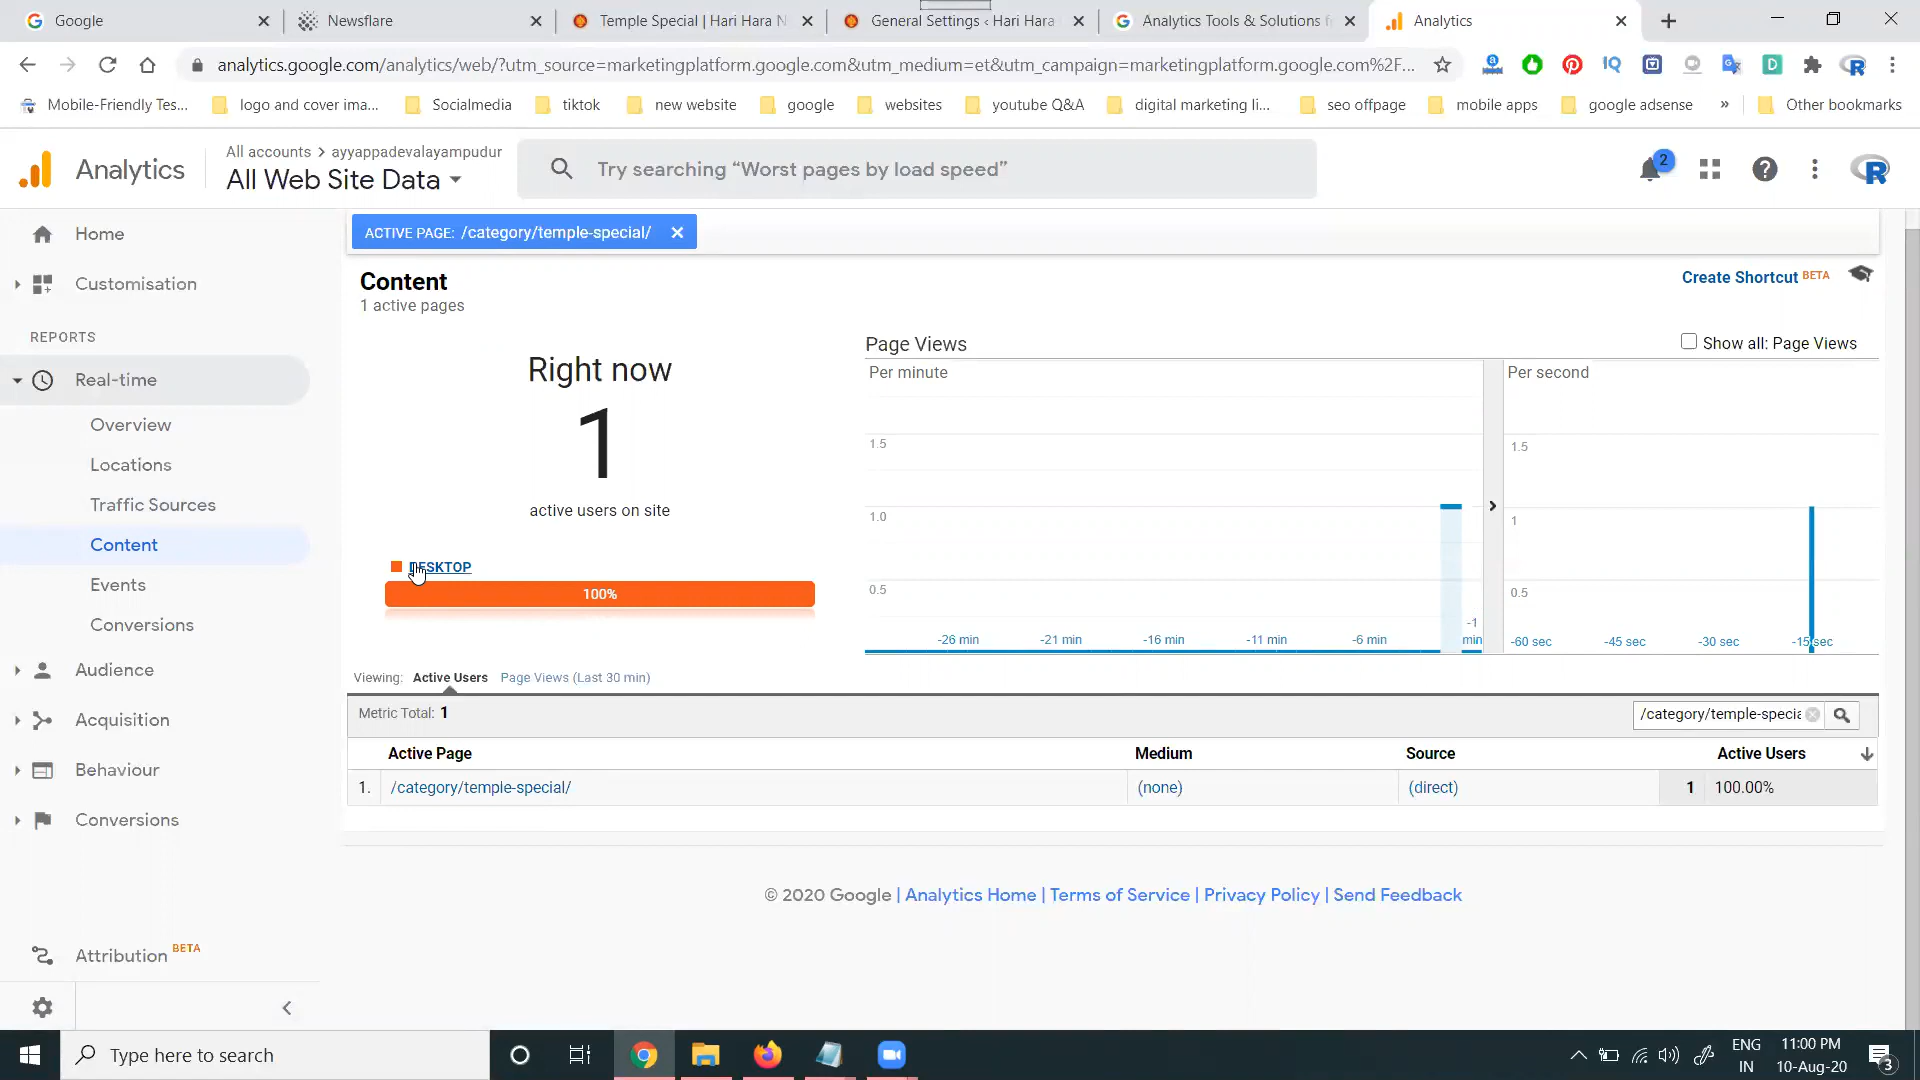 Google
Newsflare
Temple Special | Hari Hara N
General Settings ‹ Hari Hara
Analytics Tools & Solutions f
Analytics
analytics.google.com/analytics/web/?utm_source=marketingplatform.google.com&utm_medium=et&utm_campaign=marketingplatform.google.com%2F...
Mobile-Friendly Tes...
logo and cover ima...
Socialmedia
tiktok
new website
google
websites
youtube Q&A
digital marketing li...
seo offpage
mobile apps
google adsense
»
Other bookmarks
Analytics
All accounts > ayyappadevalayampudur
All Web Site Data
Try searching “Worst pages by load speed”
2
Home
Customisation
REPORTS
Real-time
Overview
Locations
Traffic Sources
Content
Events
Conversions
Audience
Acquisition
Behaviour
Conversions
Attribution BETA
ACTIVE PAGE: /category/temple-special/
Content
1 active pages
Create Shortcut BETA
Right now
1
active users on site
DESKTOP
100%
Page Views
Show all: Page Views
Per minute
1.5
1.0
0.5
-26 min
-21 min
-16 min
-11 min
-6 min
-1
min
Per second
1.5
1
0.5
-60 sec
-45 sec
-30 sec
-15 sec
Viewing: Active Users Page Views (Last 30 min)
Metric Total: 1
/category/temple-specia
Active Page Medium Source Active Users
1. /category/temple-special/ (none) (direct) 1 100.00%
© 2020 Google | Analytics Home | Terms of Service | Privacy Policy | Send Feedback
Type here to search
ENG
IN
11:00 PM
10-Aug-20
3